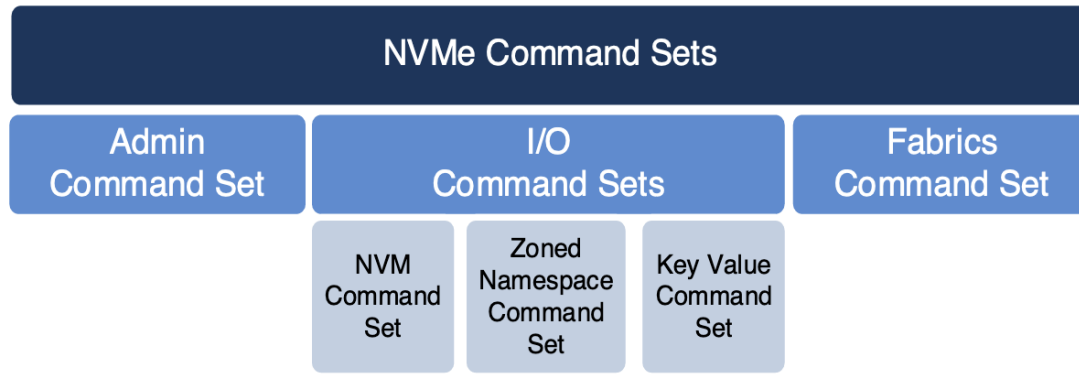 NVMe Command Sets
Admin
Command Set
I/O
Command Sets
Fabrics
Command Set
NVM
Command
Set
Zoned
Namespace
Command
Set
Key Value
Command
Set